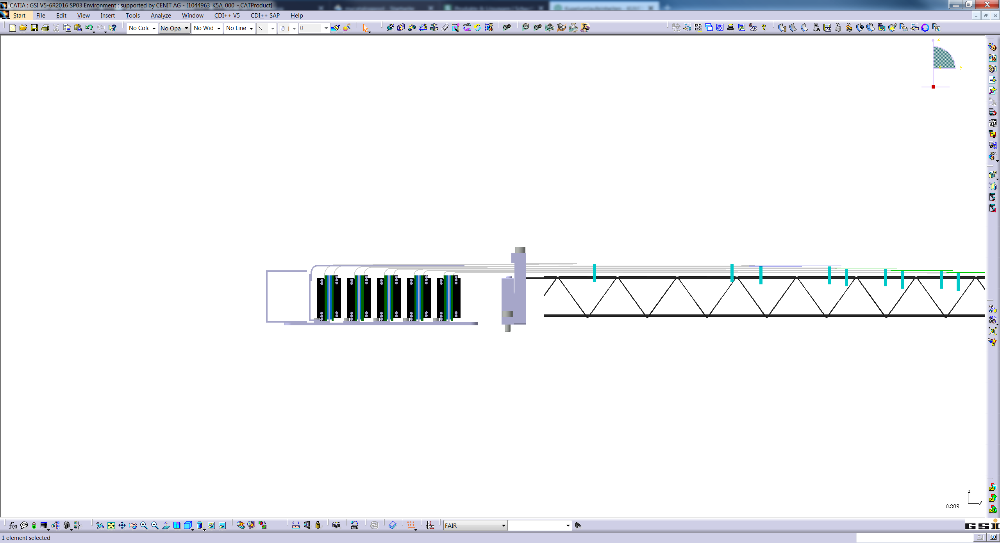 CATIA : GSI V5-6R2016 SP03 Environment : supported by CENIT AG - [1044963_K5A_000_-.CATProduct]
Start File Edit View Insert Tools Analyze Window CDI++ V5 CDI±+ SAP Help
No Colc No Opa No Wid No Line 0
z
y
z
y
0,809
FAIR
GSI
1 element selected